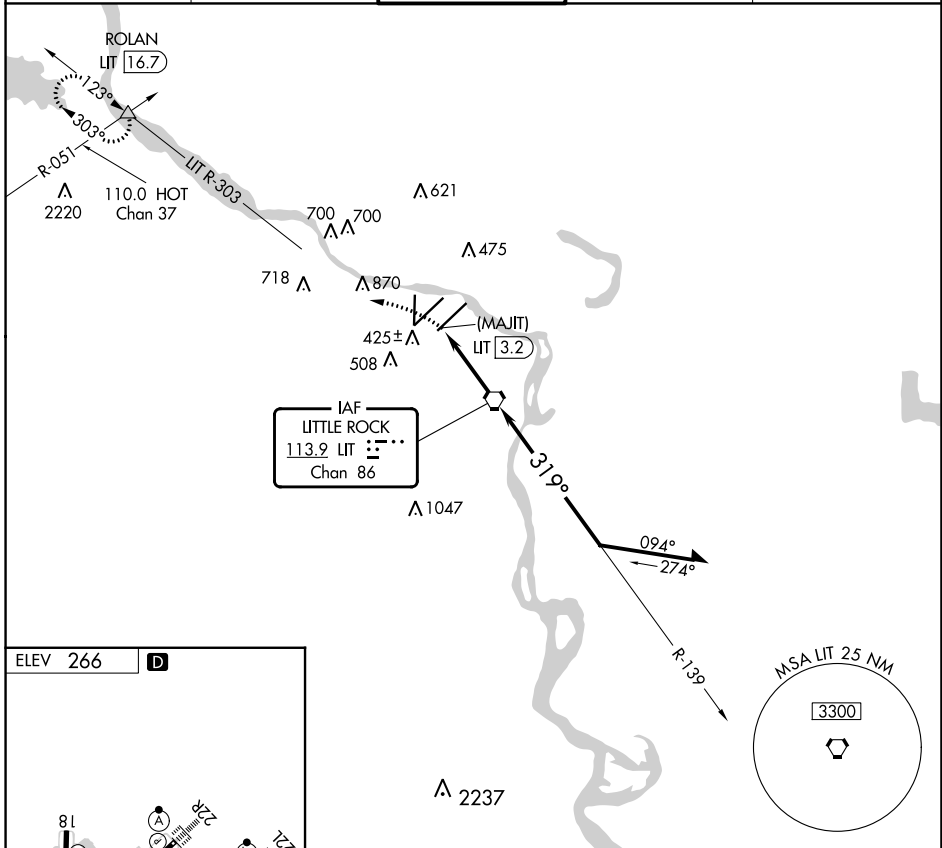 ROLAN
LIT 16.7
123°
303°
R-051
LIT R-303
110.0 HOT
Chan 37
2220
621
700
700
475
718
870
(MAJIT)
LIT 3.2
425±
508
IAF
LITTLE ROCK
113.9 LIT
Chan 86
319°
1047
094°
274°
R-139
ELEV 266
D
MSA LIT 25 NM
3300
2237
18
A
22R
P
22L